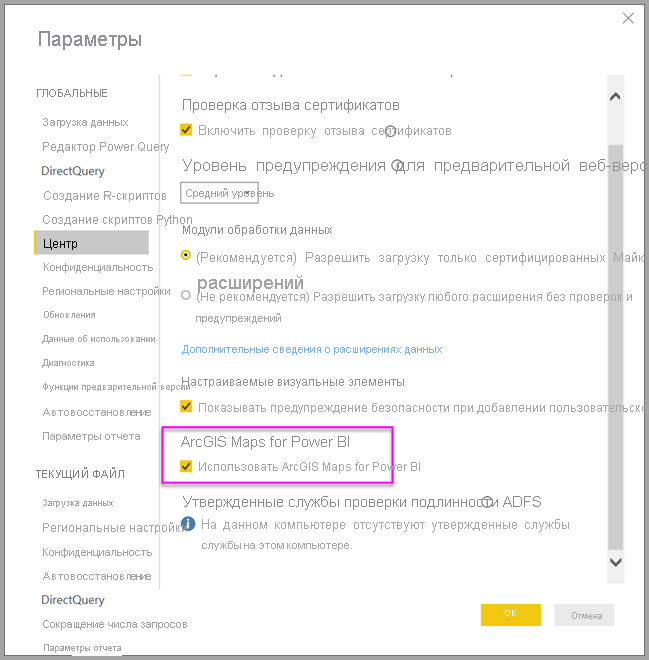 Параметры
ГЛОБАЛЬНЫЕ
Загрузка данных
Редактор Power Query
DirectQuery
Создание R-скриптов
Создание скриптов Python
Центр
Конфиденциальность
Региональные настройки
Обновления
Данные об использовании
Диагностика
Функции предварительной версии
Автовосстановление
Параметры отчета
ТЕКУЩИЙ ФАЙЛ
Загрузка данных
Региональные настройки
Конфиденциальность
Автовосстановление
DirectQuery
Сокращение числа запросов
Параметры отчета
Проверка отзыва сертификатов
Включить проверку отзыва сертификатов
Уровень предупреждения для предварительной веб-верс
Средний уровень
Модули обработки данных
(Рекомендуется) Разрешить загрузку только сертифицированных Майк
расширений
(Не рекомендуется) Разрешить загрузку любого расширения без проверок и
предупреждений
Дополнительные сведения о расширениях данных
Настраиваемые визуальные элементы
Показывать предупреждение безопасности при добавлении пользовательско
ArcGIS Maps for Power BI
Использовать ArcGIS Maps for Power BI
Утвержденные службы проверки подлинности ADFS
На данном компьютере отсутствуют утвержденные службы
службы на этом компьютере.
ОК
Отмена